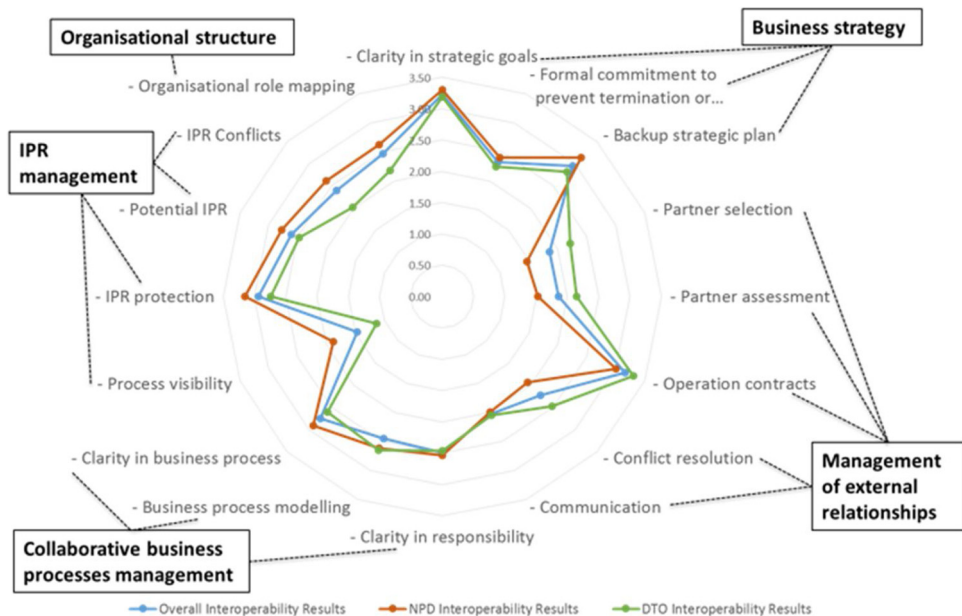 Organisational structure
Business strategy
- Clarity in strategic goals
- Formal commitment to
prevent termination or...
- Organisational role mapping
- Backup strategic plan
- IPR Conflicts
IPR
management
- Potential IPR
- Partner selection
- IPR protection
- Partner assessment
- Process visibility
- Operation contracts
- Clarity in business process
- Conflict resolution
- Business process modelling
- Communication
- Clarity in responsibility
Management
of external
relationships
Collaborative business
processes management
3.50
3.00
2.50
2.00
1.50
1.00
0.50
0.00
Overall Interoperability Results
NPD Interoperability Results
DTO Interoperability Results